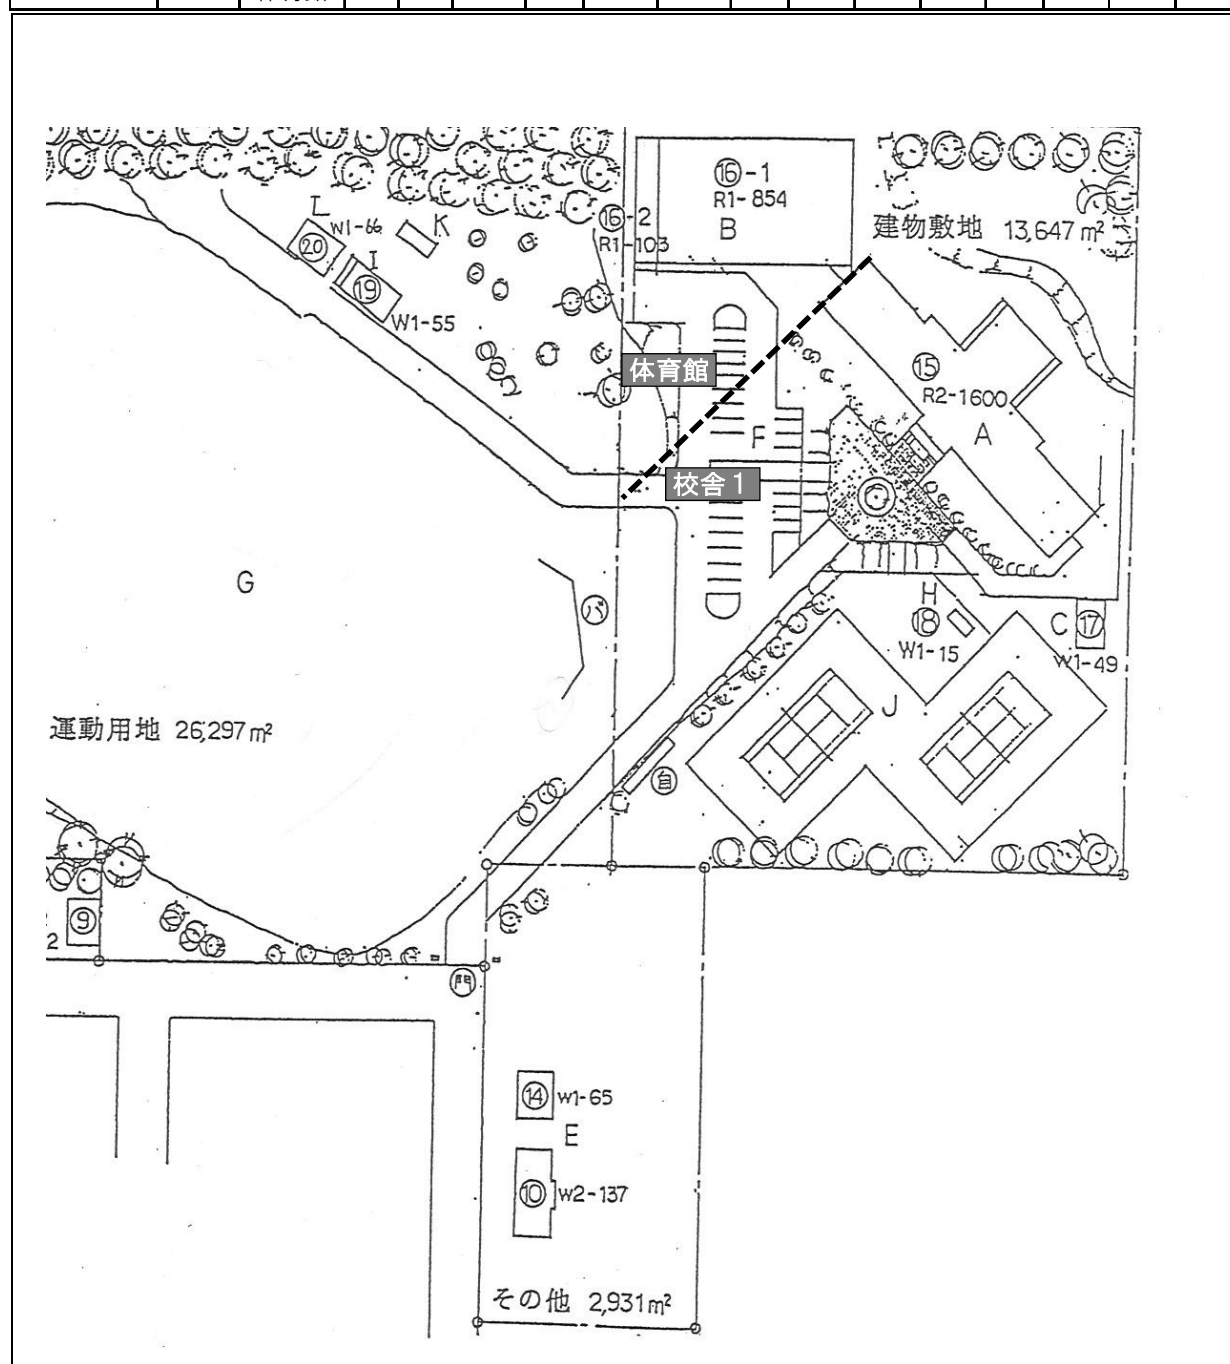 ⑯-1
R1-854
B
⑯-2
R1-103
建物敷地 13,647㎡
L
W1-66
K
⑳
I
⑲
W1-55
体育館
⑮
R2-1600
A
F
校舎1
G
H
⑱
W1-15
C
⑰
W1-49
J
運動用地 26,297㎡
自
⑨
2
門
⑭
W1-65
E
⑩
W2-137
その他 2,931㎡